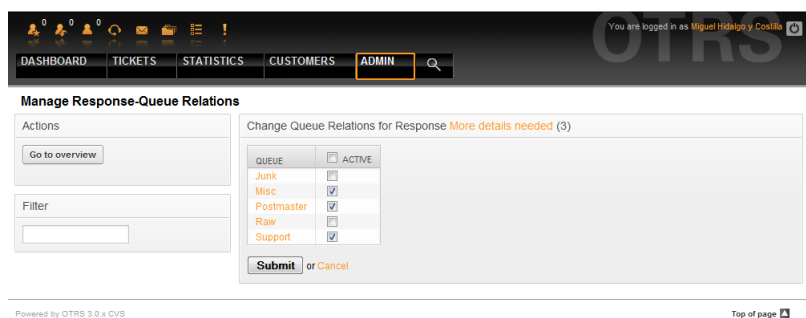 0 0 0
OTRS
You are logged in as Miguel Hidalgo y Costilla
DASHBOARD TICKETS STATISTICS CUSTOMERS ADMIN
Manage Response-Queue Relations
Actions
Go to overview
Filter
Change Queue Relations for Response More details needed (3)
QUEUE ACTIVE
Junk
Misc
Postmaster
Raw
Support
Submit or Cancel
Powered by OTRS 3.0.x CVS
Top of page